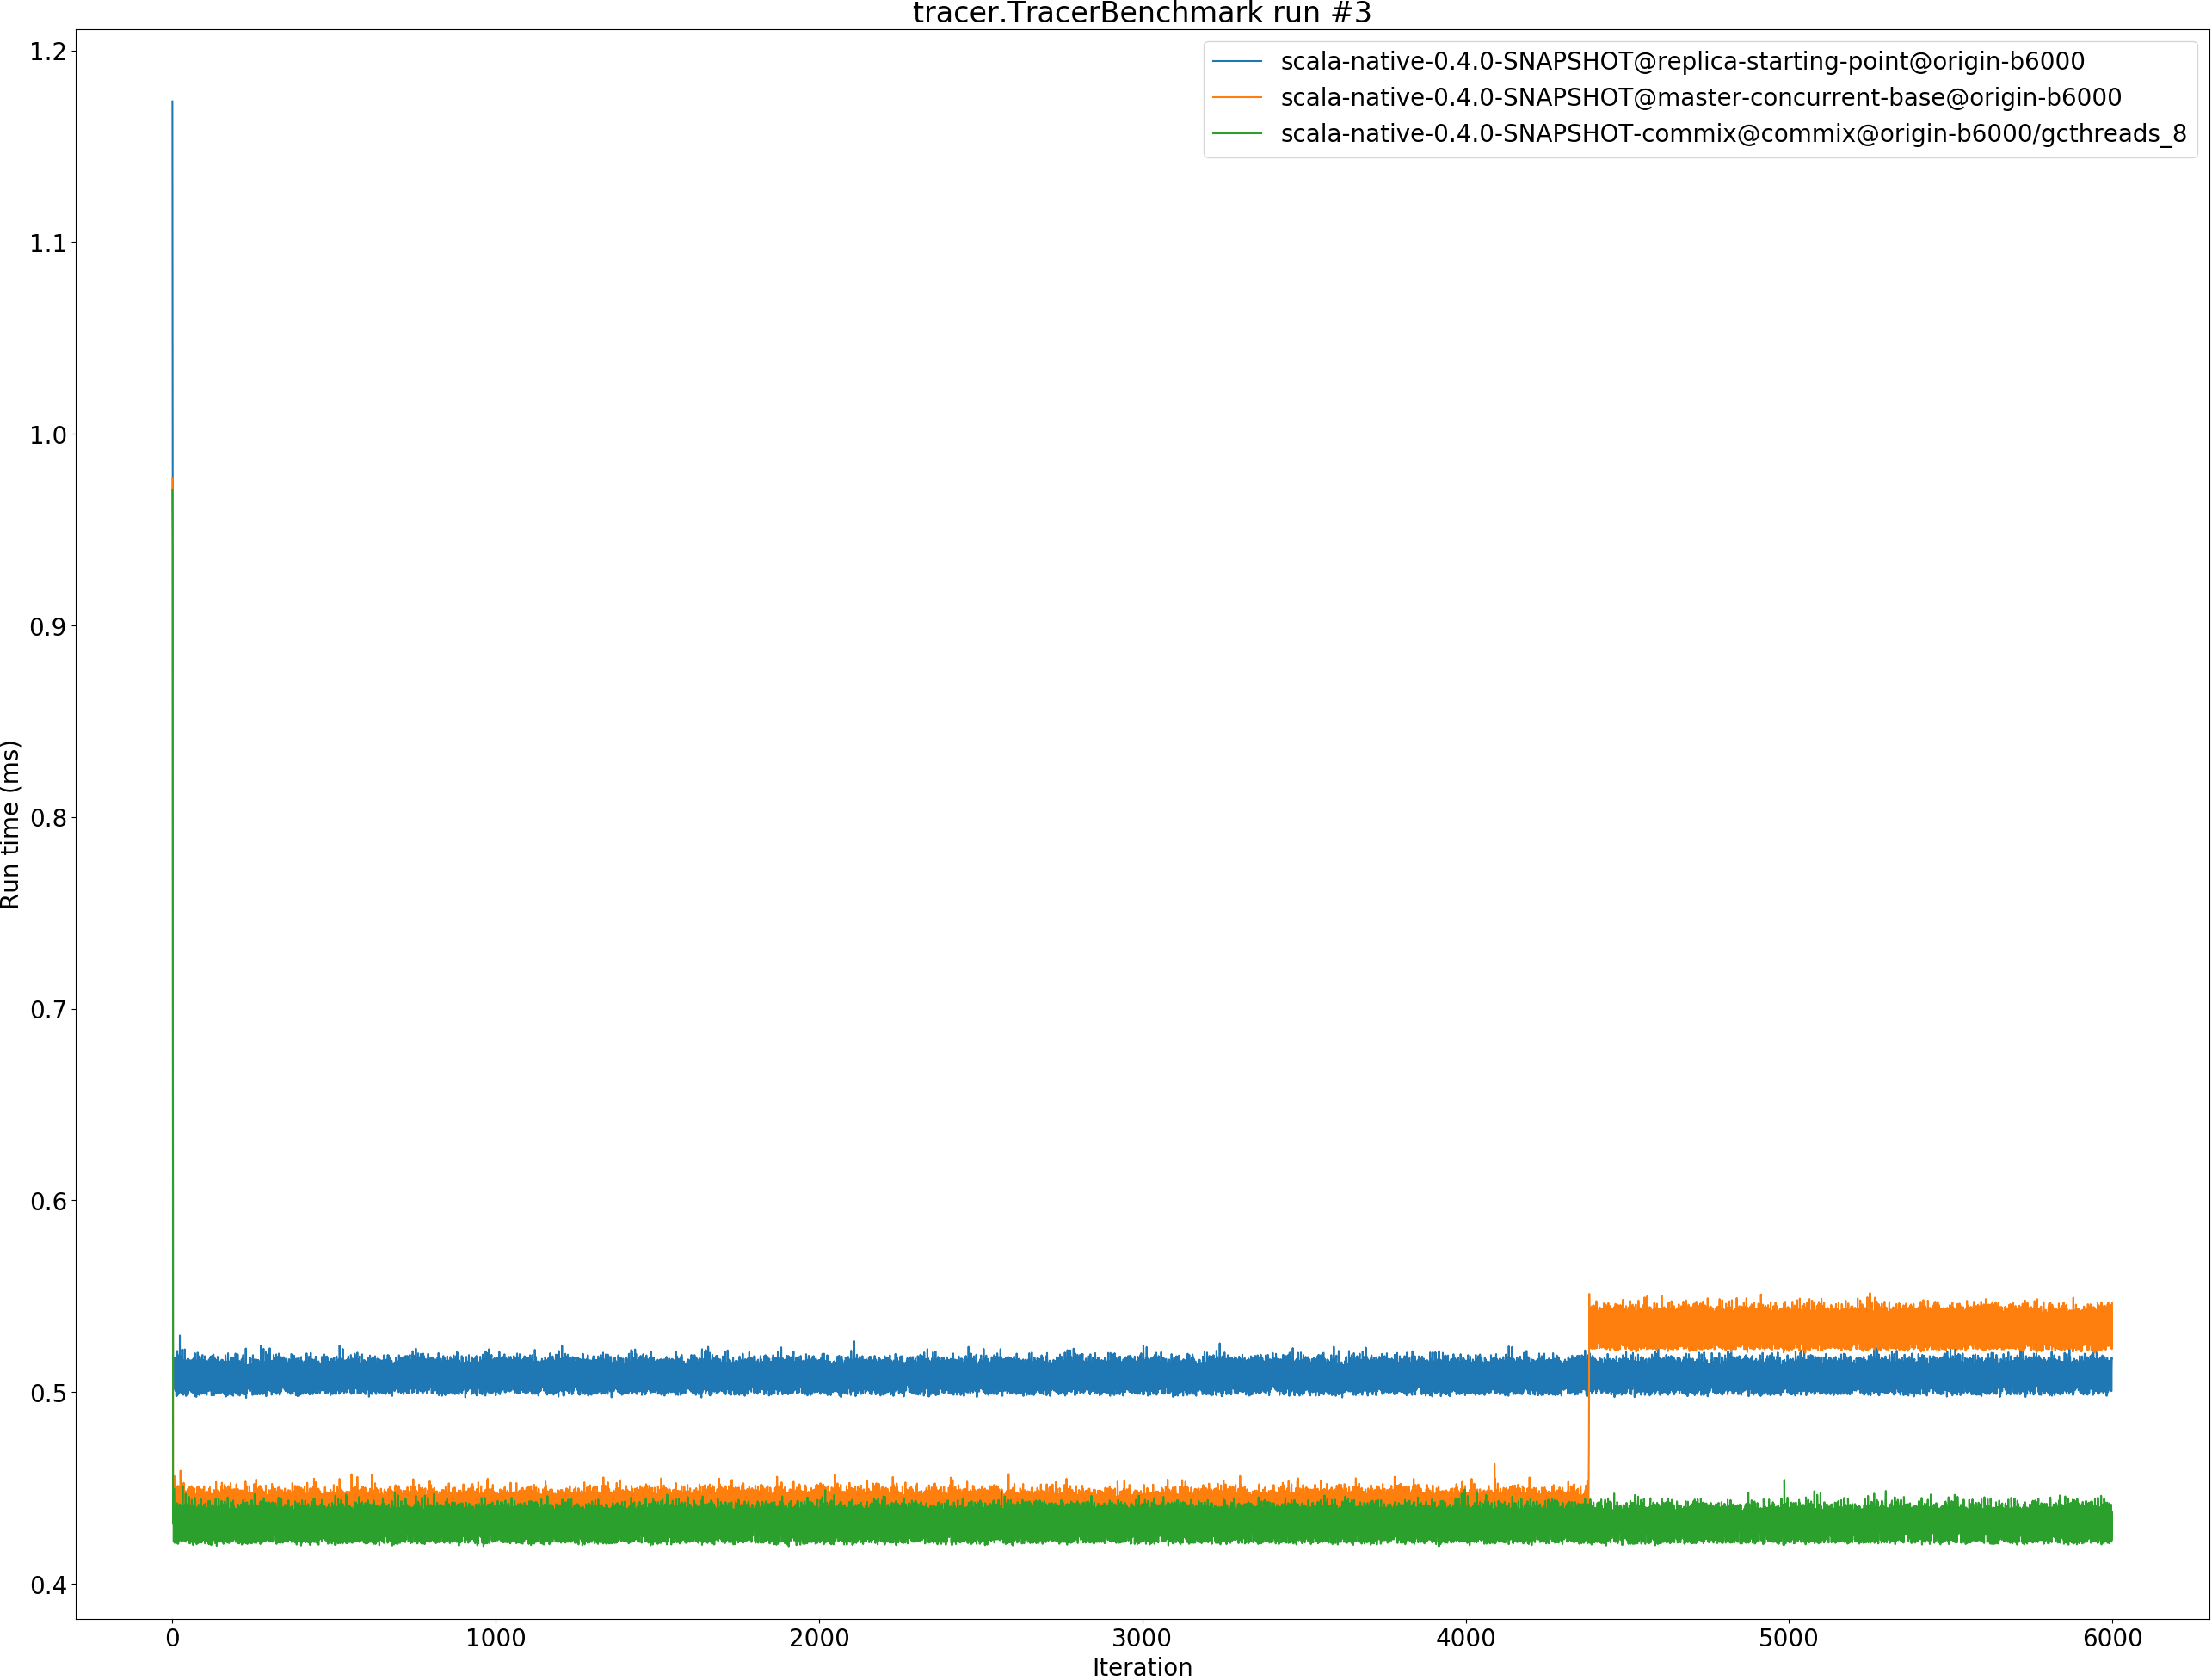 tracer.TracerBenchmark run #3
scala-native-0.4.0-SNAPSHOT@replica-starting-point@origin-b6000
scala-native-0.4.0-SNAPSHOT@master-concurrent-base@origin-b6000
scala-native-0.4.0-SNAPSHOT-commix@commix@origin-b6000/gcthreads_8
Run time (ms)
1.2
1.1
1.0
0.9
0.8
0.7
0.6
0.5
0.4
0
1000
2000
3000
4000
5000
6000
Iteration